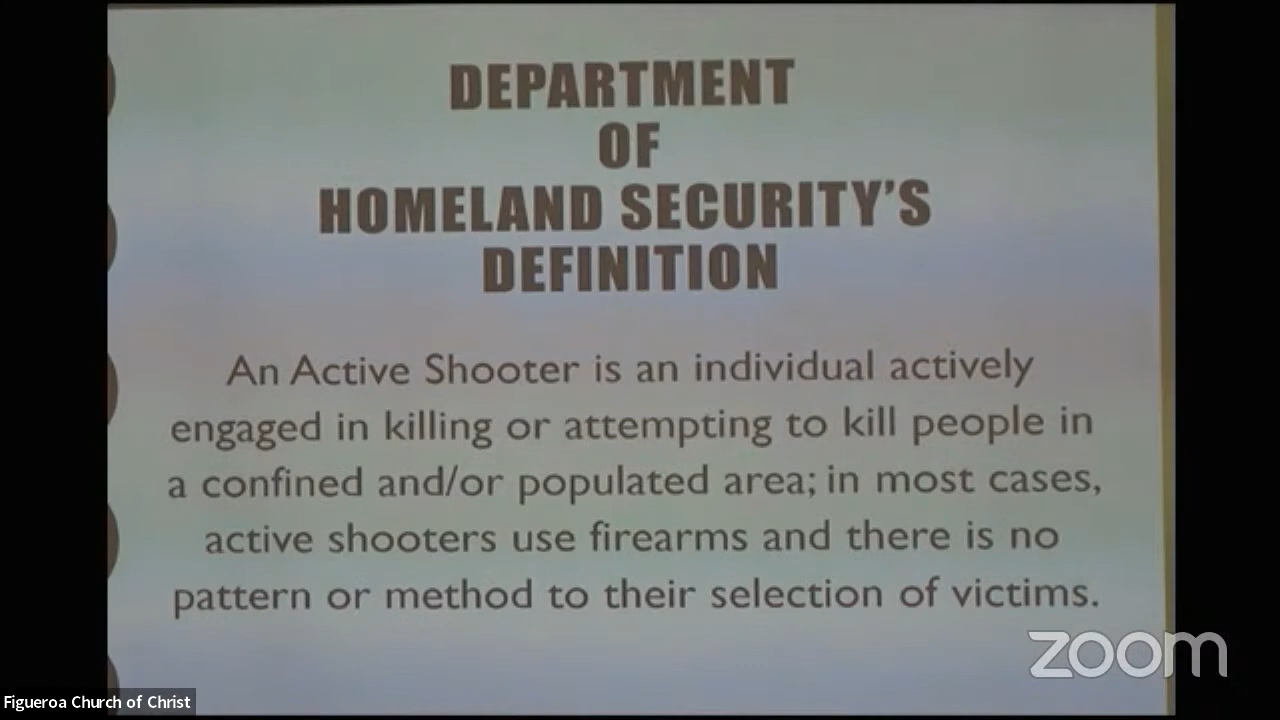 DEPARTMENT
OF
HOMELAND SECURITY'S
DEFINITION
An Active Shooter is an individual actively
engaged in killing or attempting to kill people in
a confined and/or populated area; in most cases,
active shooters use firearms and there is no
pattern or method to their selection of victims.
zoom
Figueroa Church of Christ